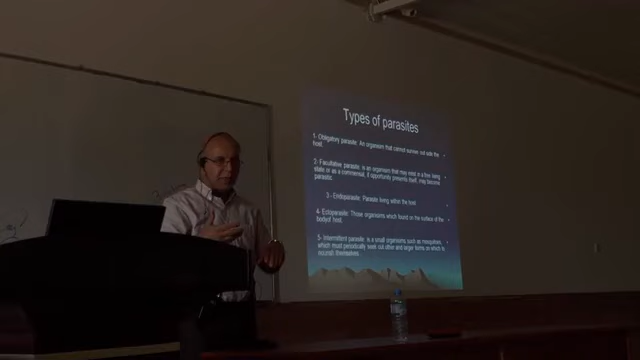 Types of parasites
1- Obligatory parasite: An organism that cannot survive out side the
host.
2- Facultative parasite: is an organism that may exist in a free living
state or as a commensal, if opportunity presents itself, may become
parasitic
3 - Endoparasite: Parasite living within the host
4- Ectoparasite: Those organisms which found on the surface of the
bodyof host.
5- Intermittent parasite: is a small organisms such as mosquitoes,
which must periodically seek out other and larger forms on which to
nourish themselves.